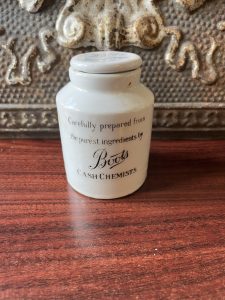 Carefully prepared from
the purest ingredients by
Boots
CASH CHEMISTS